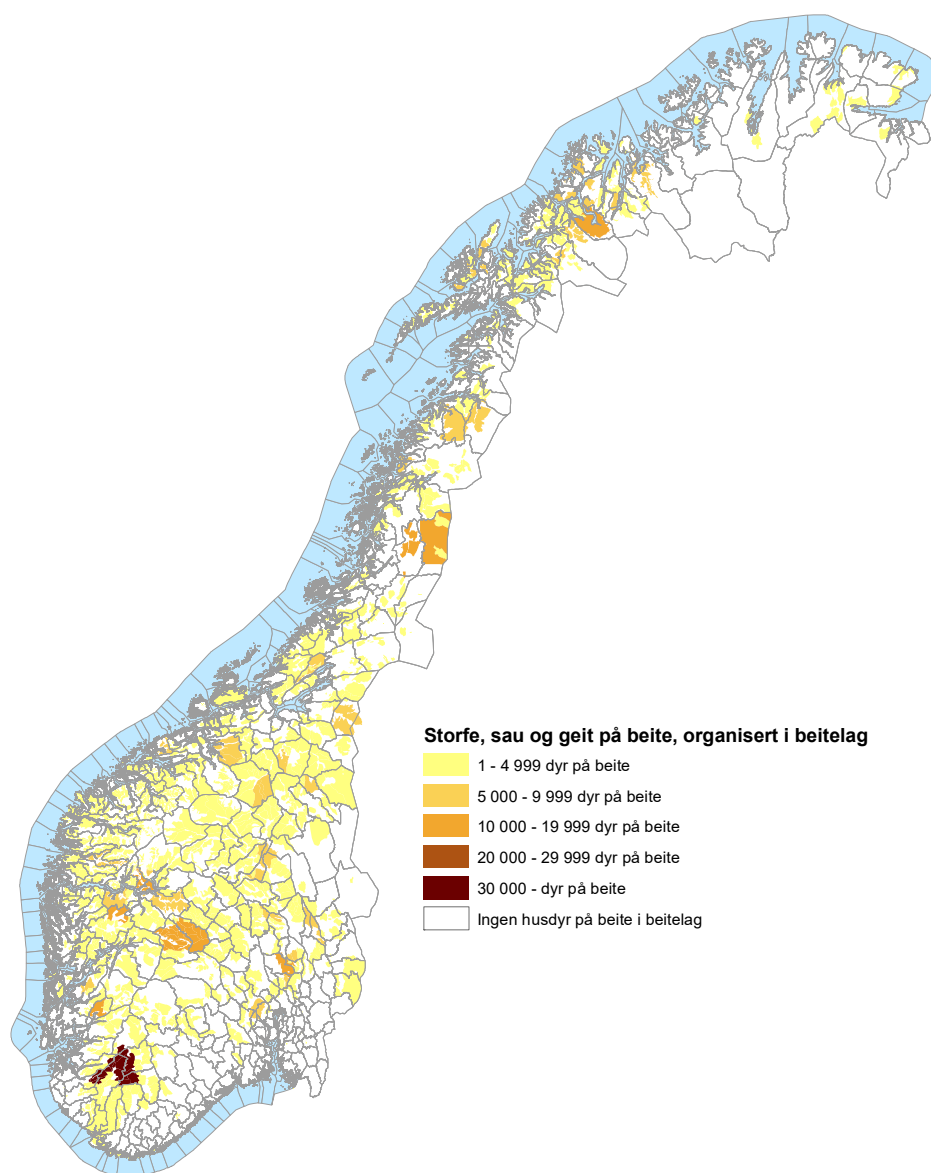 Storfe, sau og geit på beite, organisert i beitelag
1 - 4 999 dyr på beite
5 000 - 9 999 dyr på beite
10 000 - 19 999 dyr på beite
20 000 - 29 999 dyr på beite
30 000 - dyr på beite
Ingen husdyr på beite i beitelag